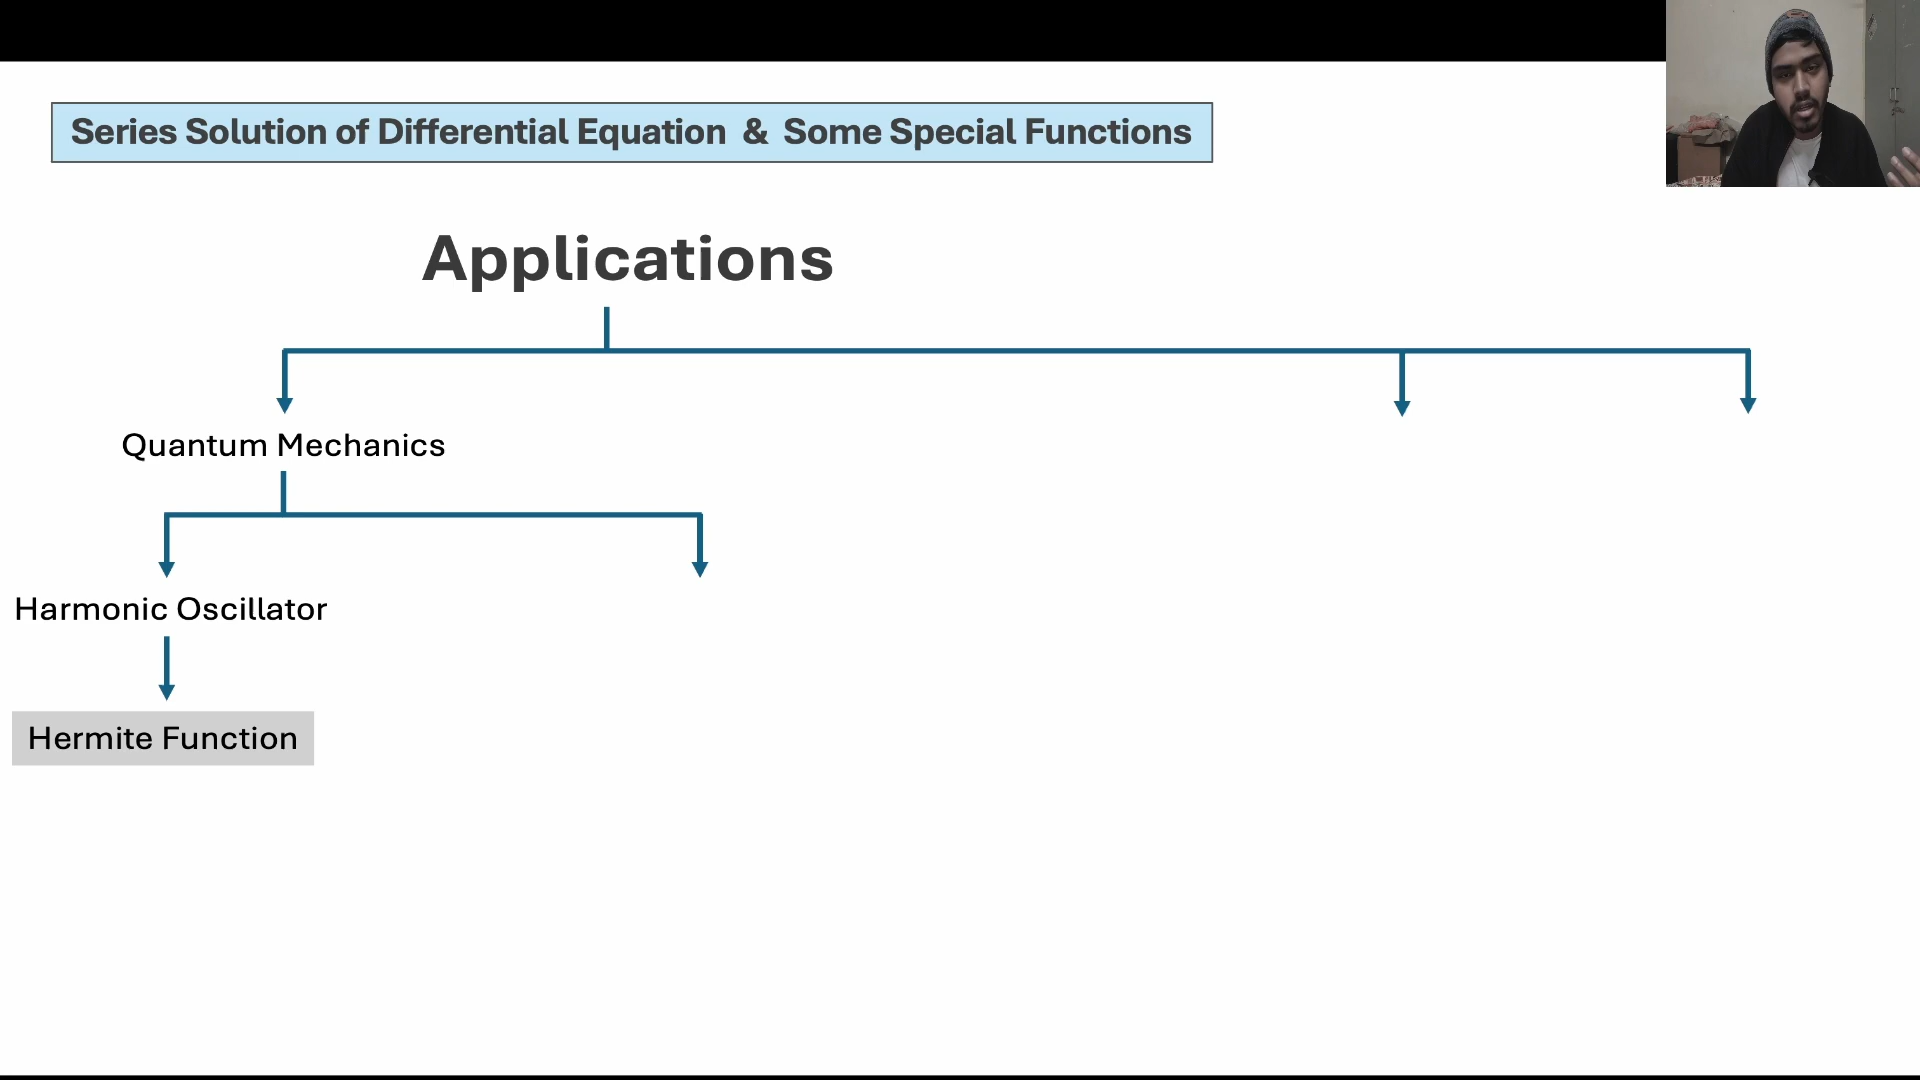 Series Solution of Differential Equation & Some Special Functions
Applications
Quantum Mechanics
Harmonic Oscillator
Hermite Function